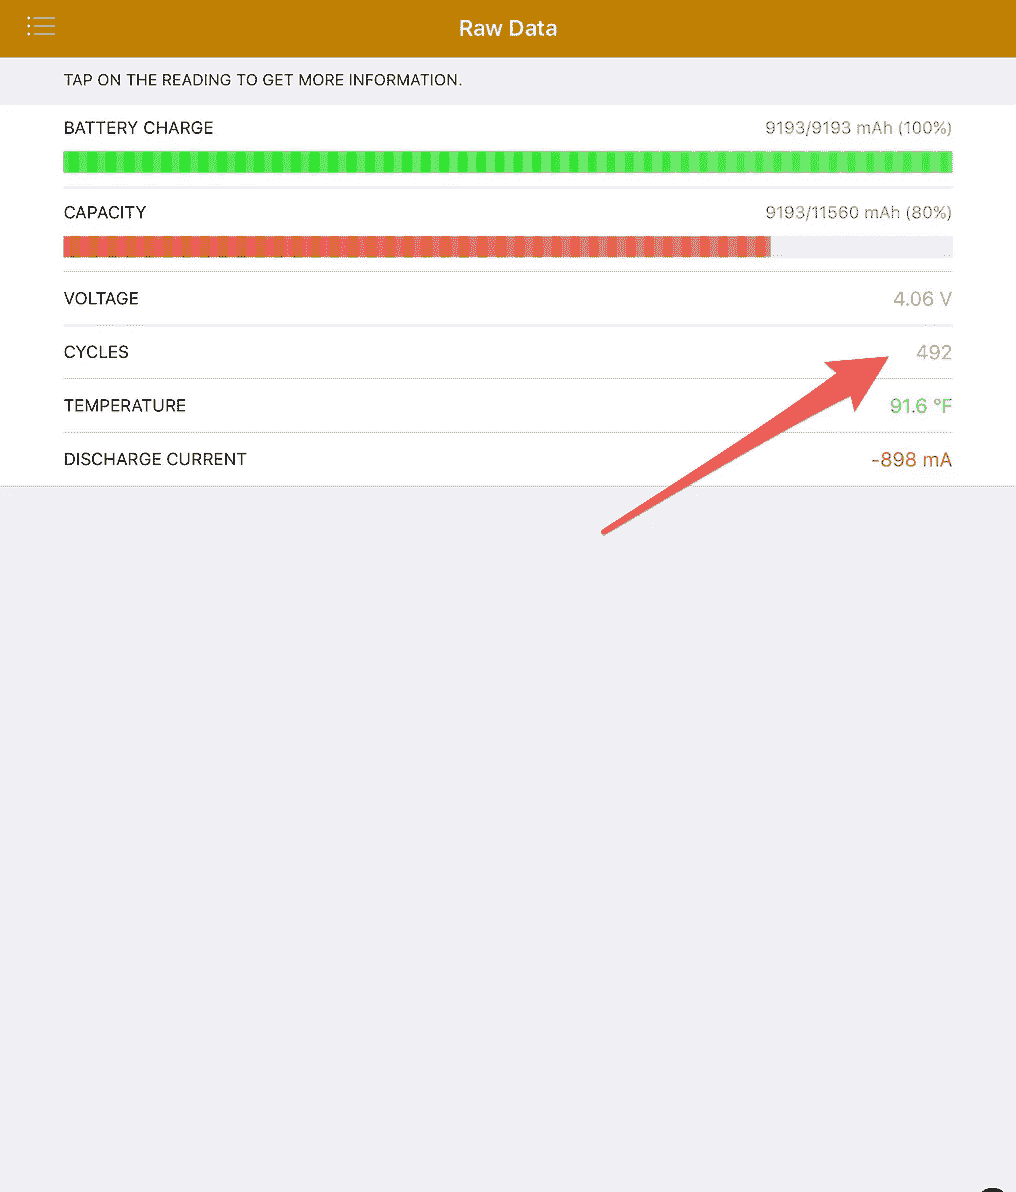 Raw Data
TAP ON THE READING TO GET MORE INFORMATION.
BATTERY CHARGE 9193/9193 mAh (100%)
CAPACITY 9193/11560 mAh (80%)
VOLTAGE 4.06 V
CYCLES 492
TEMPERATURE 91.6 °F
DISCHARGE CURRENT -898 mA